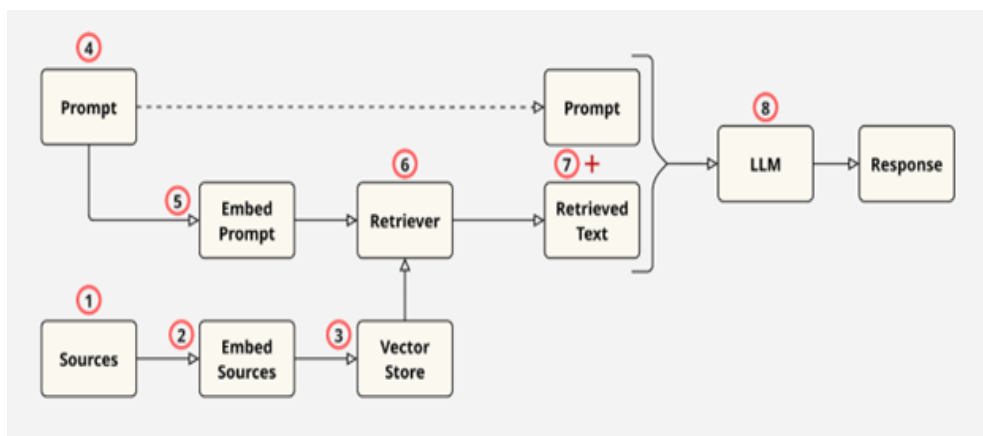 4
Prompt
Prompt
8
LLM
Response
7 +
6
5
Embed
Prompt
Retriever
Retrieved
Text
1
Sources
2
Embed
Sources
3
Vector
Store